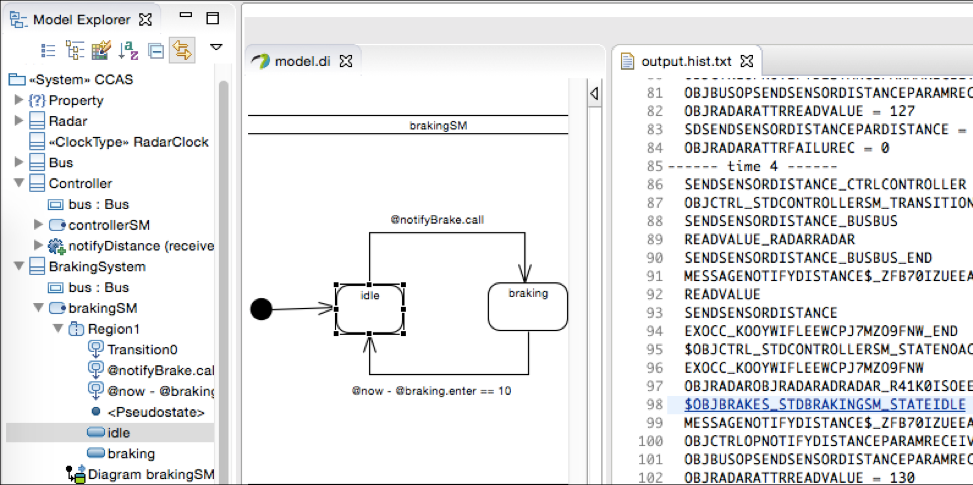 Model Explorer
«System» CCAS
{?} Property
Radar
«ClockType» RadarClock
Bus
Controller
bus : Bus
controllerSM
notifyDistance (receive
BrakingSystem
bus : Bus
brakingSM
Region1
Transition0
@notifyBrake.cal
@now - @braking
<Pseudostate>
idle
braking
Diagram brakingSM
model.di
brakingSM
@notifyBrake.call
idle
braking
@now - @braking.enter == 10
output.hist.txt
81 OBJBUSOPSENDSENSORDISTANCEPARAMREC
82 OBJRADARATTRREADVALUE = 127
83 SDSENDSENSORDISTANCEPARDISTANCE =
84 OBJRADARATTRFAILUREC = 0
85 ------ time 4 ------
86 SENDSENSORDISTANCE_CTRLCONTROLLER
87 OBJCTRL_STDCONTROLLERSM_TRANSITION
88 SENDSENSORDISTANCE_BUSBUS
89 READVALUE_RADARRADAR
90 SENDSENSORDISTANCE_BUSBUS_END
91 MESSAGENOTIFYDISTANCE$_ZFB70IZUEEA
92 READVALUE
93 SENDSENSORDISTANCE
94 EXOCC_KOOYWIFLEEWCPJ7MZO9FNW_END
95 $OBJCTRL_STDCONTROLLERSM_STATENOAC
96 EXOCC_KOOYWIFLEEWCPJ7MZO9FNW
97 OBJRADAROBJRADARADRADAR_R41K0ISOEE
98 $OBJBRAKES_STDBRAKINGSM_STATEIDLE
99 MESSAGENOTIFYDISTANCE$_ZFB70IZUEEA
100 OBJCTRLOPNOTIFYDISTANCEPARAMRECEIV
101 OBJBUSOPSENDSENSORDISTANCEPARAMREC
102 OBJRADARATTRREADVALUE = 130